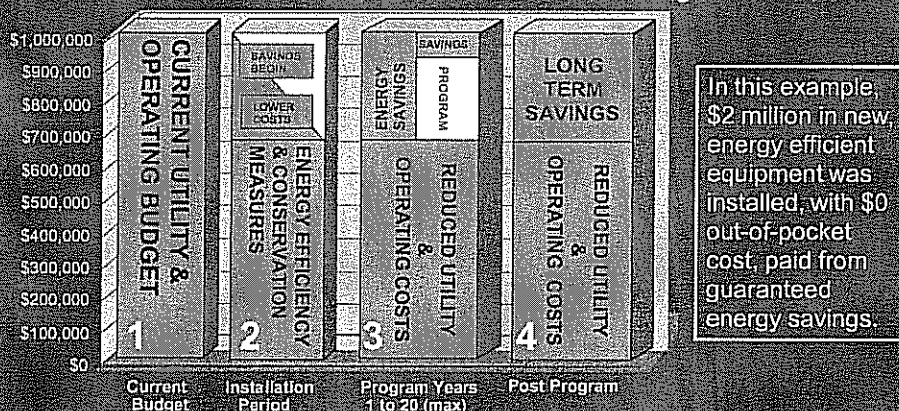 $1,000,000
$900,000
$800,000
$700,000
$600,000
$500,000
$400,000
$300,000
$200,000
$100,000
$0
CURRENT UTILITY &
OPERATING BUDGET
1
Current
Budget
SAVINGS
BEGIN
LOWER
COSTS
ENERGY EFFICIENCY
& CONSERVATION
MEASURES
2
Installation
Period
ENERGY
SAVINGS
SAVINGS
PROGRAM
REDUCED UTILITY
&
OPERATING COSTS
3
Program Years
1 to 20 (max)
LONG
TERM
SAVINGS
REDUCED UTILITY
&
OPERATING COSTS
4
Post Program
In this example,
$2 million in new,
energy efficient
equipment was
installed, with $0
out-of-pocket
cost, paid from
guaranteed
energy savings.